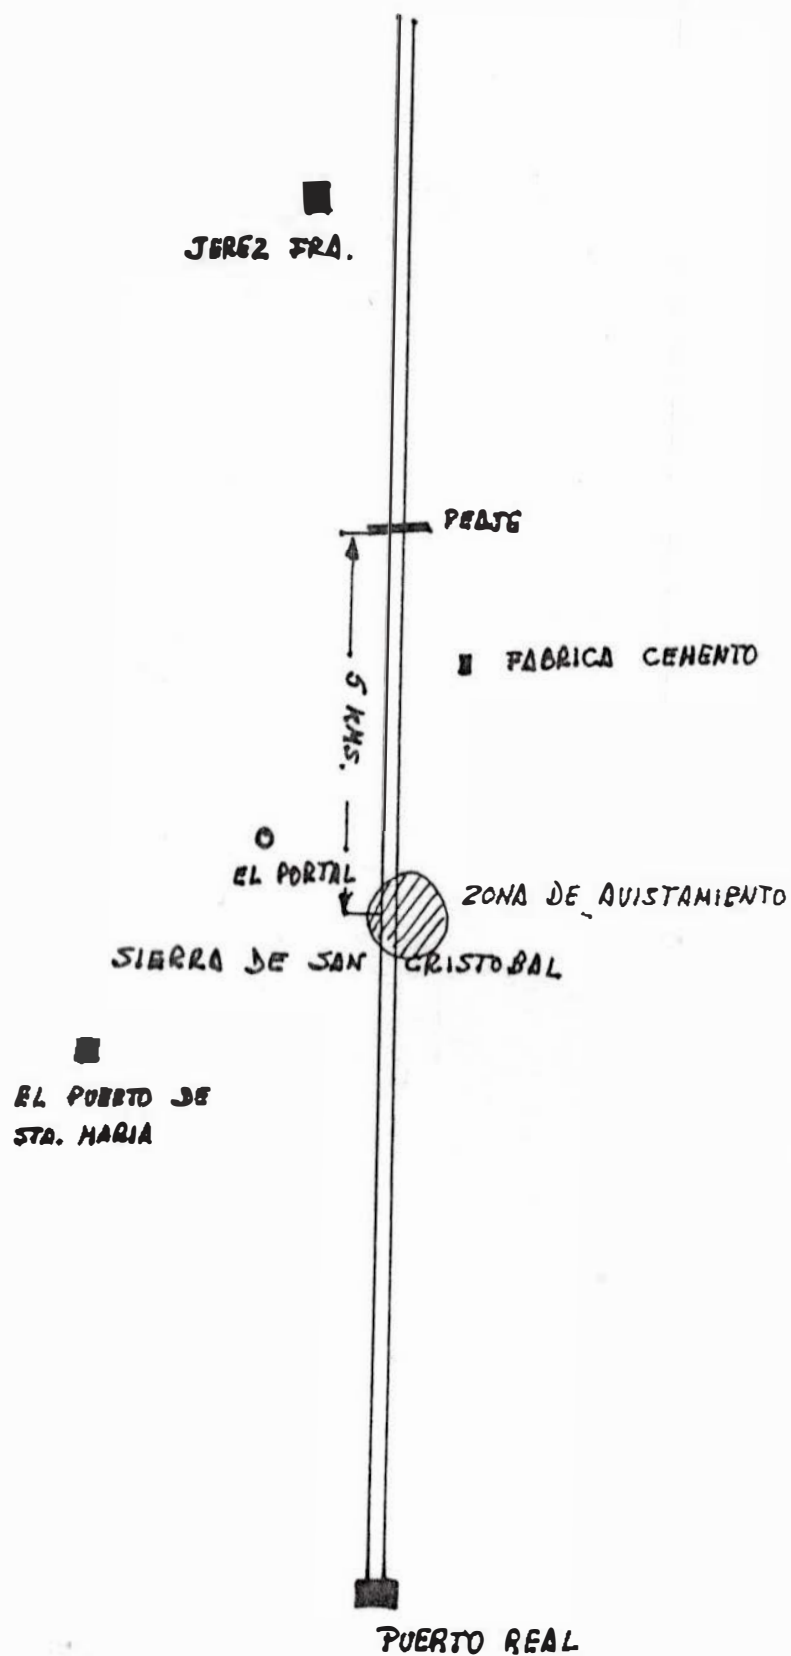 JEREZ FRA.
PEAJE
FABRICA CEMENTO
5 KMS.
EL PORTAL
ZONA DE AVISTAMIENTO
SIERRA DE SAN CRISTOBAL
EL PUERTO DE
STA. MARIA
PUERTO REAL